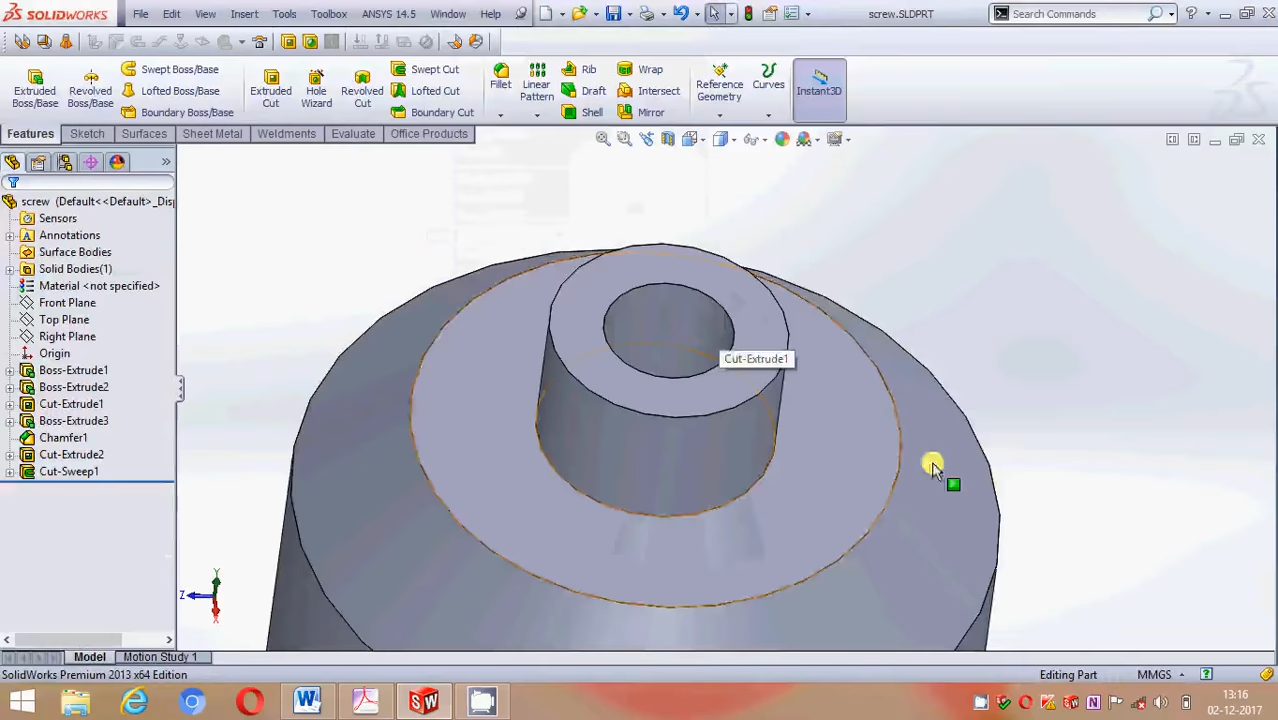 SOLIDWORKS File Edit View Insert Tools Toolbox ANSYS 14.5 Window Help screw.SLDPRT Search Commands
Extruded Boss/Base
Revolved Boss/Base
Swept Boss/Base
Lofted Boss/Base
Boundary Boss/Base
Extruded Cut
Hole Wizard
Revolved Cut
Swept Cut
Lofted Cut
Boundary Cut
Fillet
Linear Pattern
Rib
Draft
Shell
Wrap
Intersect
Mirror
Reference Geometry
Curves
Instant3D
Features Sketch Surfaces Sheet Metal Weldments Evaluate Office Products
screw (Default<<Default>_Disp
Sensors
Annotations
Surface Bodies
Solid Bodies(1)
Material <not specified>
Front Plane
Top Plane
Right Plane
Origin
Boss-Extrude1
Boss-Extrude2
Cut-Extrude1
Boss-Extrude3
Chamfer1
Cut-Extrude2
Cut-Sweep1
Cut-Extrude1
Y
Z
X
Model Motion Study 1
SolidWorks Premium 2013 x64 Edition Editing Part MMGS
13:16
02-12-2017